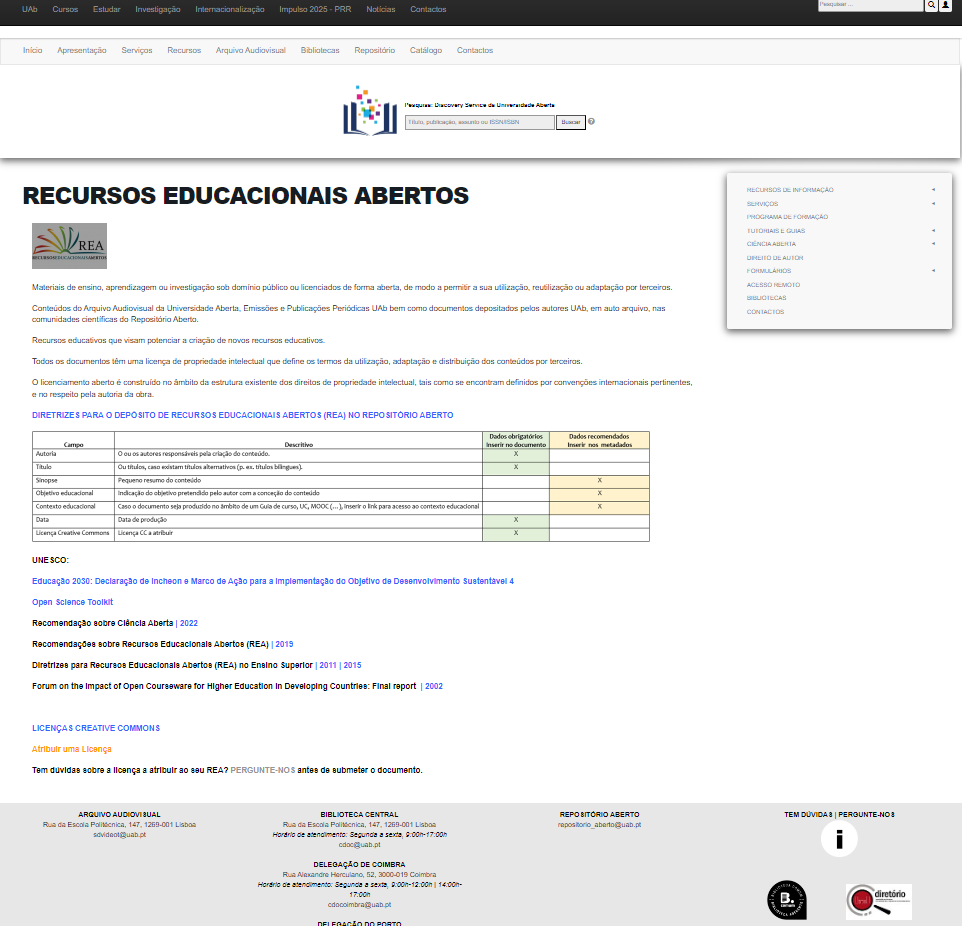 UAb Cursos Estudar Investigação Internacionalização Impulso 2025 - PRR Notícias Contactos
Pesquisar ...
Início Apresentação Serviços Recursos Arquivo Audiovisual Bibliotecas Repositório Catálogo Contactos
Pesquisa: Discovery Service da Universidade Aberta
Título, publicação, assunto ou ISSN/ISBN Buscar
RECURSOS EDUCACIONAIS ABERTOS
REA
RECURSOSEDUCACIONAISABERTOS
Materiais de ensino, aprendizagem ou investigação sob domínio público ou licenciados de forma aberta, de modo a permitir a sua utilização, reutilização ou adaptação por terceiros.
Conteúdos do Arquivo Audiovisual da Universidade Aberta, Emissões e Publicações Periódicas UAb bem como documentos depositados pelos autores UAb, em auto arquivo, nas
comunidades científicas do Repositório Aberto.
Recursos educativos que visam potenciar a criação de novos recursos educativos.
Todos os documentos têm uma licença de propriedade intelectual que define os termos da utilização, adaptação e distribuição dos conteúdos por terceiros.
O licenciamento aberto é construído no âmbito da estrutura existente dos direitos de propriedade intelectual, tais como se encontram definidos por convenções internacionais pertinentes,
e no respeito pela autoria da obra.
DIRETRIZES PARA O DEPÓSITO DE RECURSOS EDUCACIONAIS ABERTOS (REA) NO REPOSITÓRIO ABERTO
Dados obrigatórios Dados recomendados
Campo Descritivo Inserir no documento Inserir nos metadados
Autoria O ou os autores responsáveis pela criação do conteúdo. X
Título Ou títulos, caso existam títulos alternativos (p. ex. títulos bilingues). X
Sinopse Pequeno resumo do conteúdo X
Objetivo educacional Indicação do objetivo pretendido pelo autor com a conceção do conteúdo X
Contexto educacional Caso o documento seja produzido no âmbito de um Guia de curso, UC, MOOC (…), inserir o link para acesso ao contexto educacional X
Data Data de produção X
Licença Creative Commons Licença CC a atribuir X
UNESCO:
Educação 2030: Declaração de Incheon e Marco de Ação para a implementação do Objetivo de Desenvolvimento Sustentável 4
Open Science Toolkit
Recomendação sobre Ciência Aberta | 2022
Recomendações sobre Recursos Educacionais Abertos (REA) | 2019
Diretrizes para Recursos Educacionais Abertos (REA) no Ensino Superior | 2011 | 2015
Forum on the Impact of Open Courseware for Higher Education in Developing Countries: Final report | 2002
LICENÇAS CREATIVE COMMONS
Atribuir uma Licença
Tem dúvidas sobre a licença a atribuir ao seu REA? PERGUNTE-NOS antes de submeter o documento.
RECURSOS DE INFORMAÇÃO
SERVIÇOS
PROGRAMA DE FORMAÇÃO
TUTORIAIS E GUIAS
CIÊNCIA ABERTA
DIREITO DE AUTOR
FORMULÁRIOS
ACESSO REMOTO
BIBLIOTECAS
CONTACTOS
ARQUIVO AUDIOVISUAL
Rua da Escola Politécnica, 147, 1269-001 Lisboa
sdvideot@uab.pt
BIBLIOTECA CENTRAL
Rua da Escola Politécnica, 147, 1269-001 Lisboa
Horário de atendimento: Segunda a sexta, 9:00h-17:00h
cdoc@uab.pt
DELEGAÇÃO DE COIMBRA
Rua Alexandre Herculano, 52, 3000-019 Coimbra
Horário de atendimento: Segunda a sexta, 9:00h-12:00h | 14:00h-
17:00h
cdocoimbra@uab.pt
DELEGAÇÃO DO PORTO
REPOSITÓRIO ABERTO
repositorio_aberto@uab.pt
TEM DÚVIDAS | PERGUNTE-NOS
i
B.
diretório